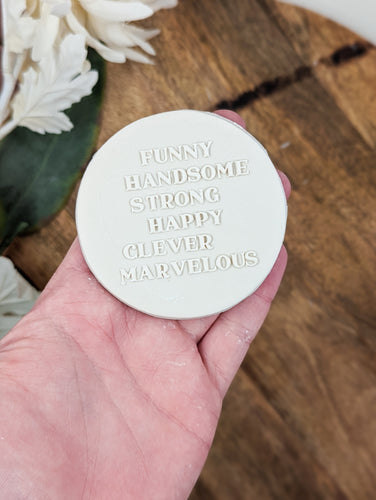 FUNNY
HANDSOME
STRONG
HAPPY
CLEVER
MARVELOUS